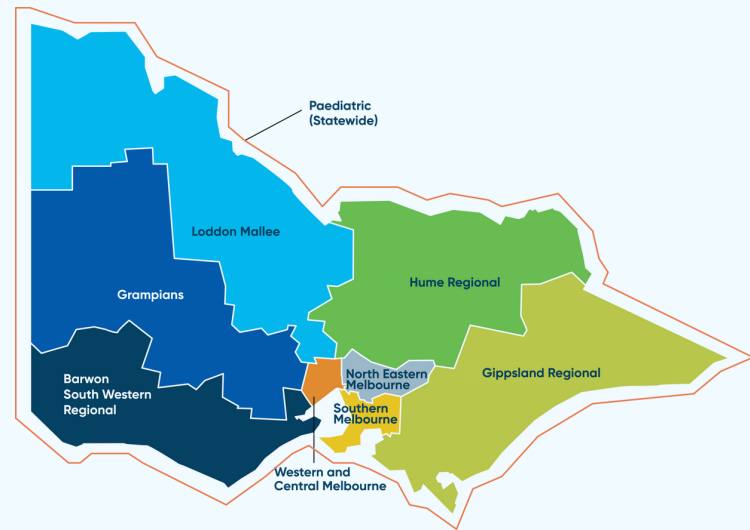 Paediatric
(Statewide)
Loddon Mallee
Hume Regional
Grampians
Gippsland Regional
North Eastern
Melbourne
Barwon
South Western
Regional
Southern
Melbourne
Western and
Central Melbourne